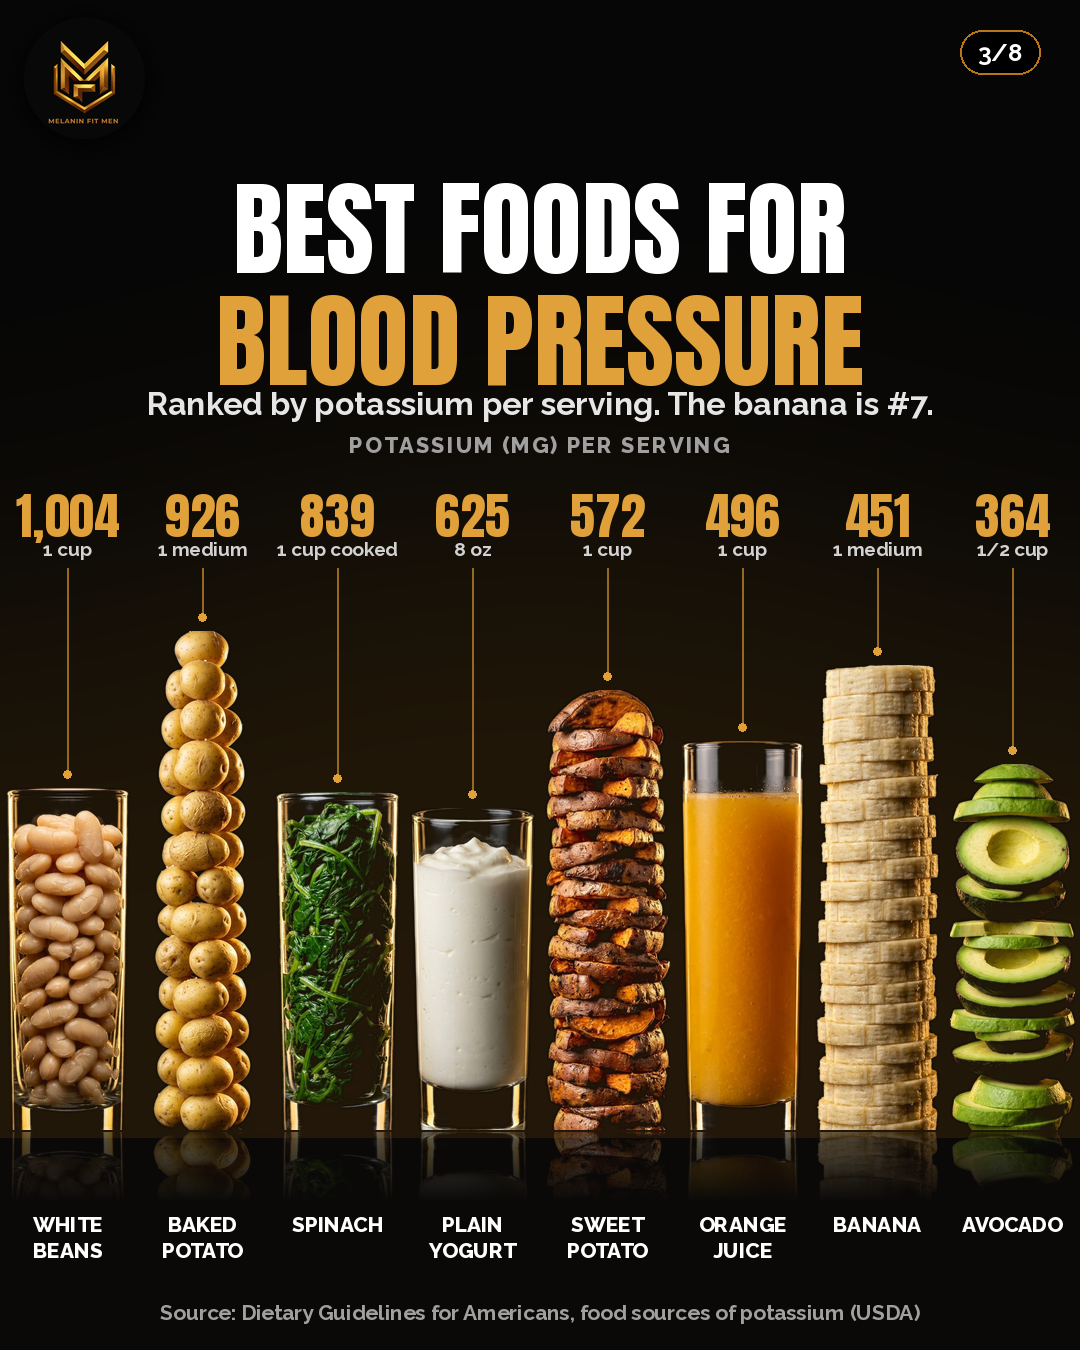 MELANIN FIT MEN
3/8
BEST FOODS FOR
BLOOD PRESSURE
Ranked by potassium per serving. The banana is #7.
POTASSIUM (MG) PER SERVING
1,004
1 cup
926
1 medium
839
1 cup cooked
625
8 oz
572
1 cup
496
1 cup
451
1 medium
364
1/2 cup
WHITE
BEANS
BAKED
POTATO
SPINACH
PLAIN
YOGURT
SWEET
POTATO
ORANGE
JUICE
BANANA
AVOCADO
Source: Dietary Guidelines for Americans, food sources of potassium (USDA)